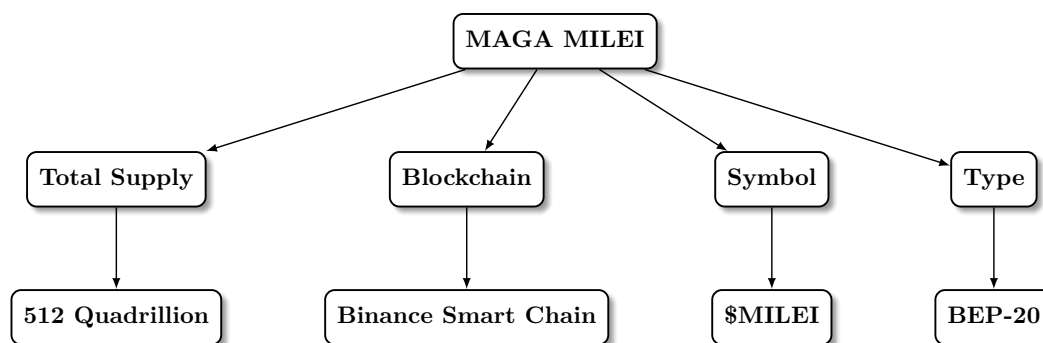 MAGA MILEI
Total Supply
Blockchain
Symbol
Type
512 Quadrillion
Binance Smart Chain
$MILEI
BEP-20